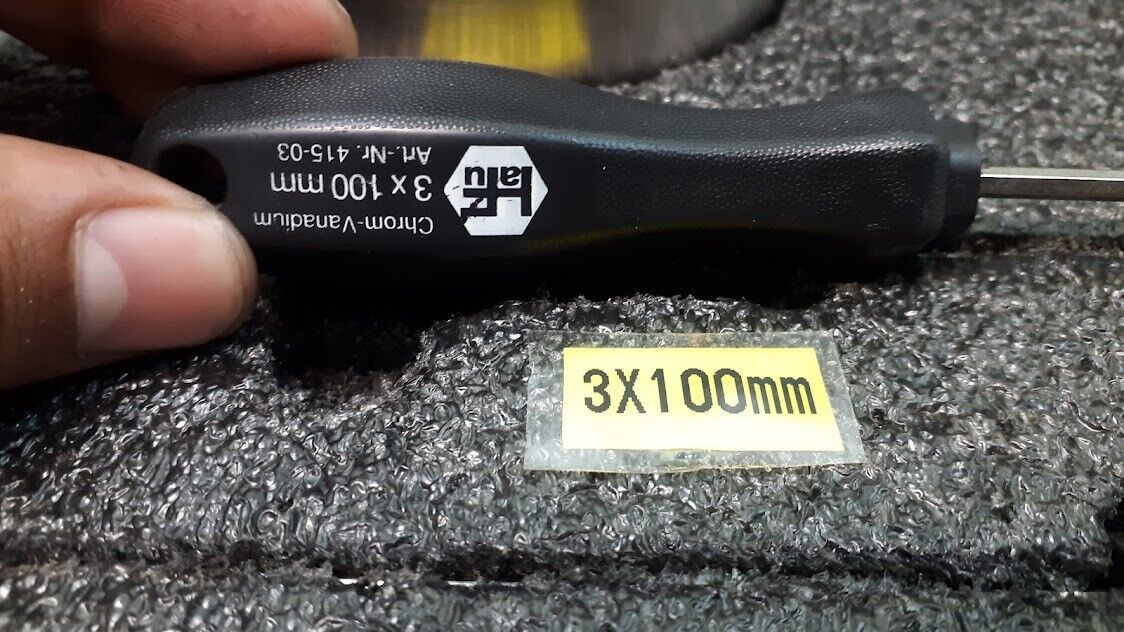 Chrom-Vanadium
3 x 100 mm
Art.-Nr. 415-03
3X100mm